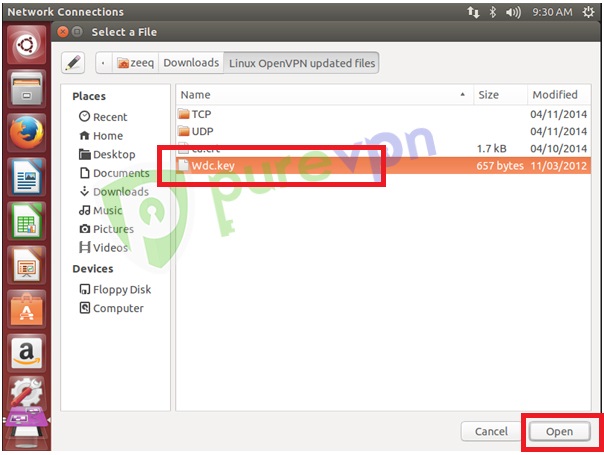 Network Connections 9:30 AM
Select a File
zeeq Downloads Linux OpenVPN updated files
Places Name Size Modified
Recent TCP 04/11/2014
Home UDP 04/11/2014
Desktop ca.crt 1.7 kB 04/10/2014
Documents Wdc.key 657 bytes 11/03/2012
Downloads
Music
Pictures
Videos
Devices
Floppy Disk
Computer
purevpn
Cancel Open